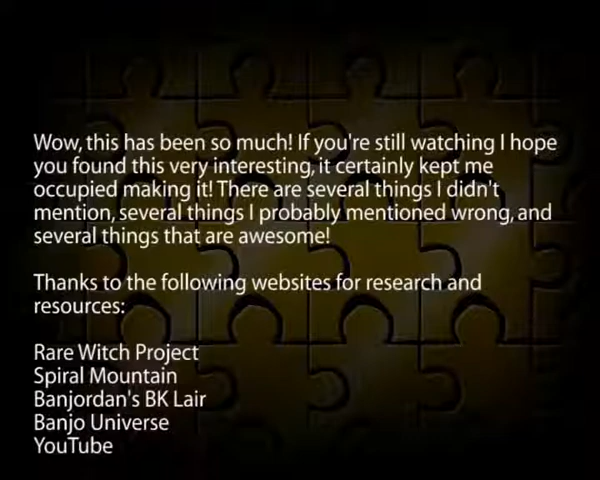 Wow, this has been so much! If you're still watching I hope
you found this very interesting, it certainly kept me
occupied making it! There are several things I didn't
mention, several things I probably mentioned wrong, and
several things that are awesome!
Thanks to the following websites for research and
resources:
Rare Witch Project
Spiral Mountain
Banjordan's BK Lair
Banjo Universe
YouTube